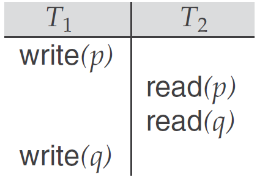 T₁ T₂
write(p)
read(p)
read(q)
write(q)